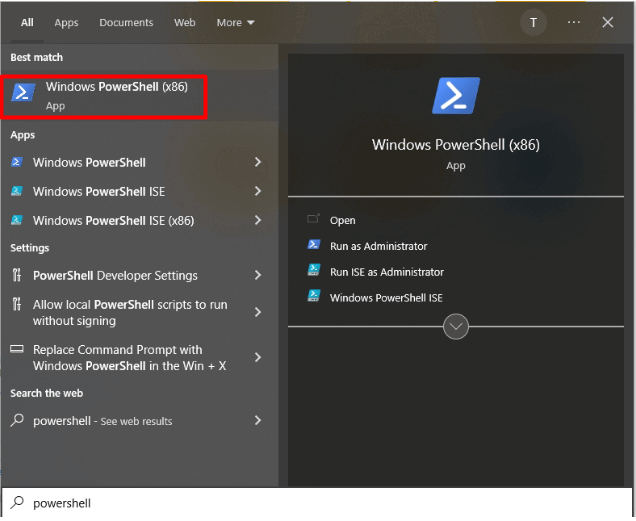 All Apps Documents Web More T ...
Best match
Windows PowerShell (x86)
App
Apps
Windows PowerShell
Windows PowerShell ISE
Windows PowerShell ISE (x86)
Settings
PowerShell Developer Settings
Allow local PowerShell scripts to run
without signing
Replace Command Prompt with
Windows PowerShell in the Win + X
Search the web
powershell - See web results
powershell
Windows PowerShell (x86)
App
Open
Run as Administrator
Run ISE as Administrator
Windows PowerShell ISE